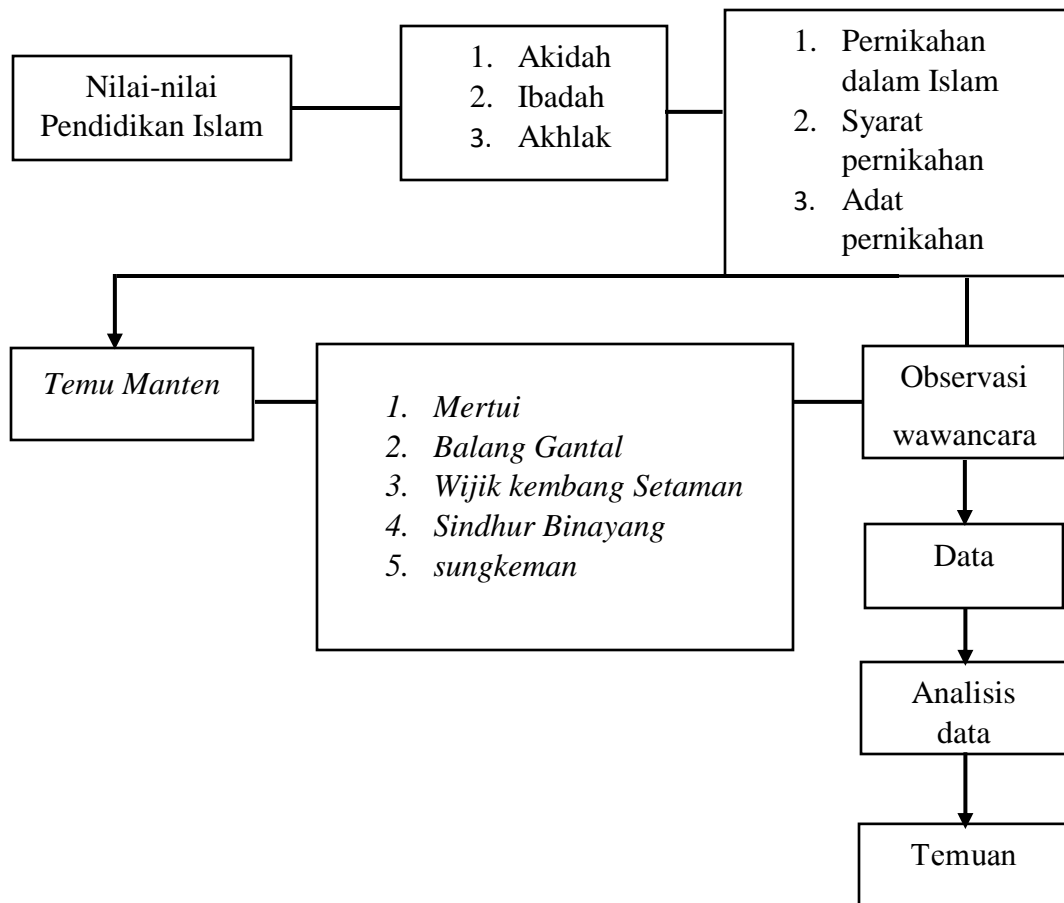 Nilai-nilai
Pendidikan Islam
1. Akidah
2. Ibadah
3. Akhlak
1. Pernikahan
dalam Islam
2. Syarat
pernikahan
3. Adat
pernikahan
Temu Manten
1. Mertui
2. Balang Gantal
3. Wijik kembang Setaman
4. Sindhur Binayang
5. sungkeman
Observasi
wawancara
Data
Analisis
data
Temuan